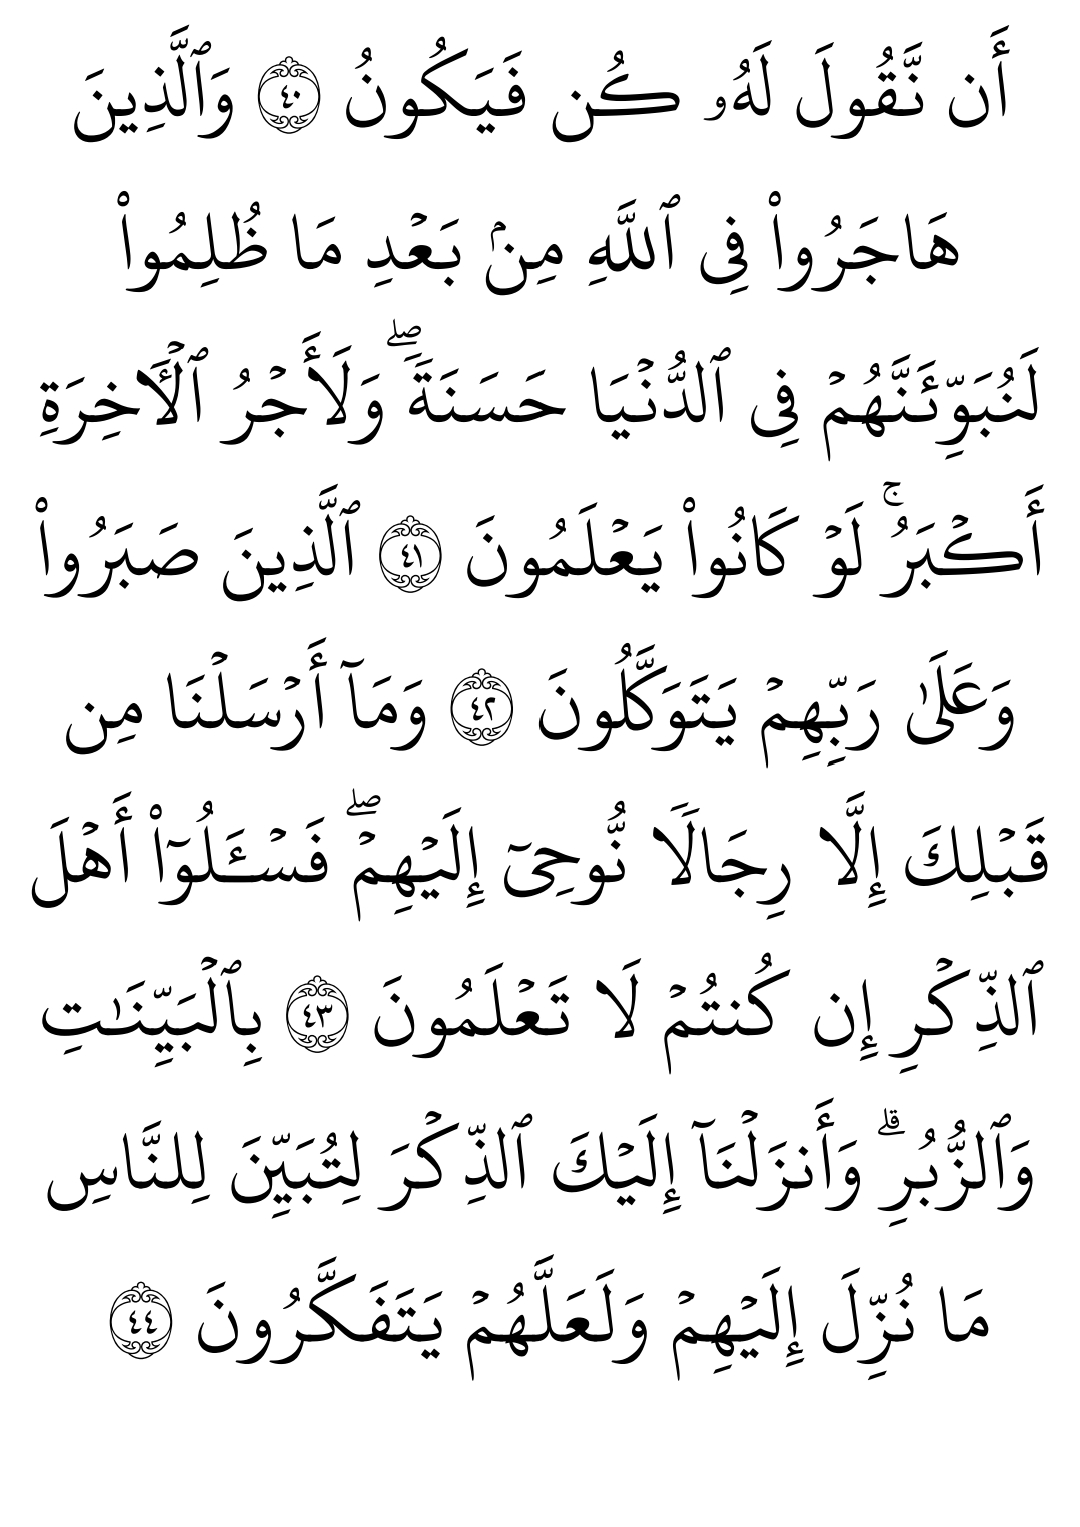 أَن نَّقُولَ لَهُۥ كُن فَيَكُونُ ٤٠ وَٱلَّذِينَ
هَاجَرُوا۟ فِى ٱللَّهِ مِنۢ بَعْدِ مَا ظُلِمُوا۟
لَنُبَوِّئَنَّهُمْ فِى ٱلدُّنْيَا حَسَنَةًۖ وَلَأَجْرُ ٱلْـَٔاخِرَةِ
أَكْبَرُۚ لَوْ كَانُوا۟ يَعْلَمُونَ ٤١ ٱلَّذِينَ صَبَرُوا۟
وَعَلَىٰ رَبِّهِمْ يَتَوَكَّلُونَ ٤٢ وَمَآ أَرْسَلْنَا مِن
قَبْلِكَ إِلَّا رِجَالًا نُّوحِىٓ إِلَيْهِمْۖ فَسْـَٔلُوٓا۟ أَهْلَ
ٱلذِّكْرِ إِن كُنتُمْ لَا تَعْلَمُونَ ٤٣ بِٱلْبَيِّنَـٰتِ
وَٱلزُّبُرِۗ وَأَنزَلْنَآ إِلَيْكَ ٱلذِّكْرَ لِتُبَيِّنَ لِلنَّاسِ
مَا نُزِّلَ إِلَيْهِمْ وَلَعَلَّهُمْ يَتَفَكَّرُونَ ٤٤